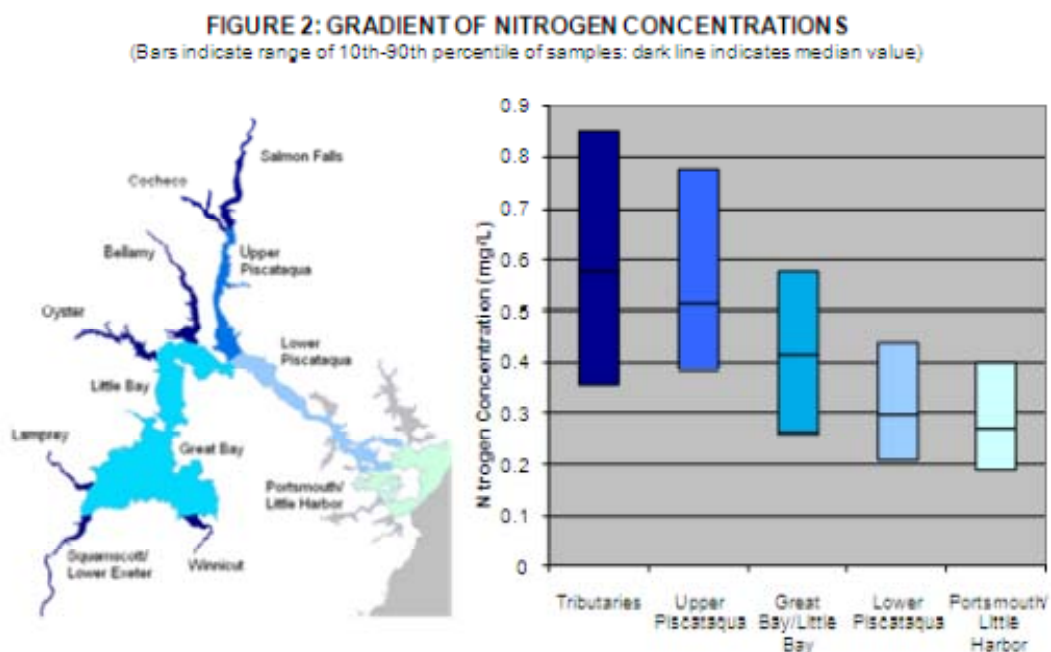 FIGURE 2: GRADIENT OF NITROGEN CONCENTRATIONS
(Bars indicate range of 10th-90th percentile of samples: dark line indicates median value)
Salmon Falls
Cocheco
Bellamy
Upper
Piscataqua
Oyster
Lower
Piscataqua
Little Bay
Lamprey
Great Bay
Portsmouth/
Little Harbor
Squamscott/
Lower Exeter
Winnicut
Nitrogen Concentration (mg/L)
0.9
0.8
0.7
0.6
0.5
0.4
0.3
0.2
0.1
0
Tributaries
Upper
Piscataqua
Great
Bay/Little
Bay
Lower
Piscataqua
Portsmouth/
Little
Harbor